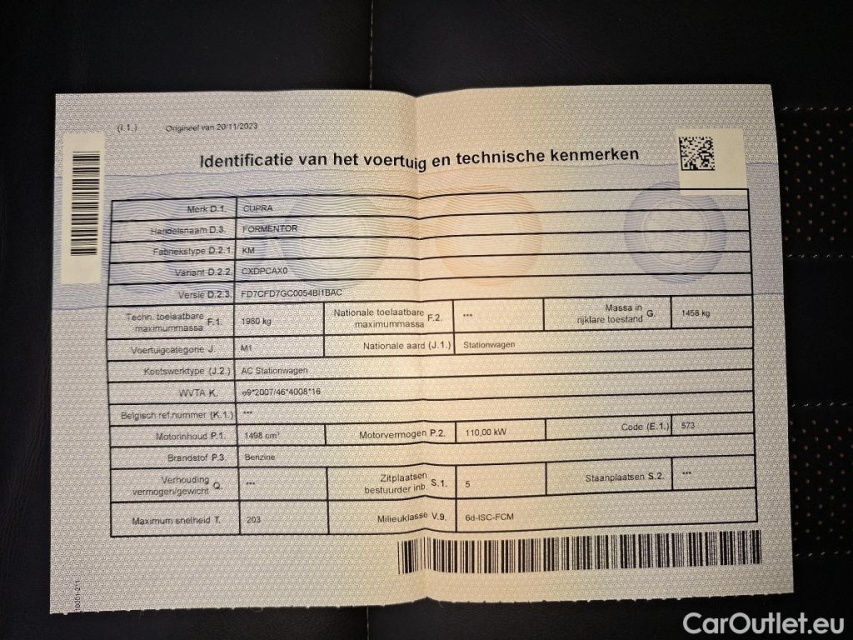 (I.1.) Origineel van 20/11/2023
Identificatie van het voertuig en technische kenmerken
Merk D.1. CUPRA
Handelsnaam D.3. FORMENTOR
Fabriekstype D.2.1. KM
Variant D.2.2. CXDPCAX0
Versie D.2.3. FD7CFD7GC0054BI1BAC
Techn. toelaatbare maximummassa F.1. 1980 kg Nationale toelaatbare maximummassa F.2. *** Massa in rijklare toestand G. 1458 kg
Voertuigcategorie J. M1 Nationale aard (J.1.) Stationwagen
Koetswerktype (J.2.) AC Stationwagen
WVTA K. e9*2007/46*4008*16
Belgisch ref.nummer (K.1.) ***
Motorinhoud P.1. 1498 cm³ Motorvermogen P.2. 110,00 kW Code (E.1.) 573
Brandstof P.3. Benzine
Verhouding vermogen/gewicht Q. *** Zitplaatsen bestuurder inb. S.1. 5 Staanplaatsen S.2. ***
Maximum snelheid T. 203 Milieuklasse V.9. 6d-ISC-FCM
CarOutlet.eu